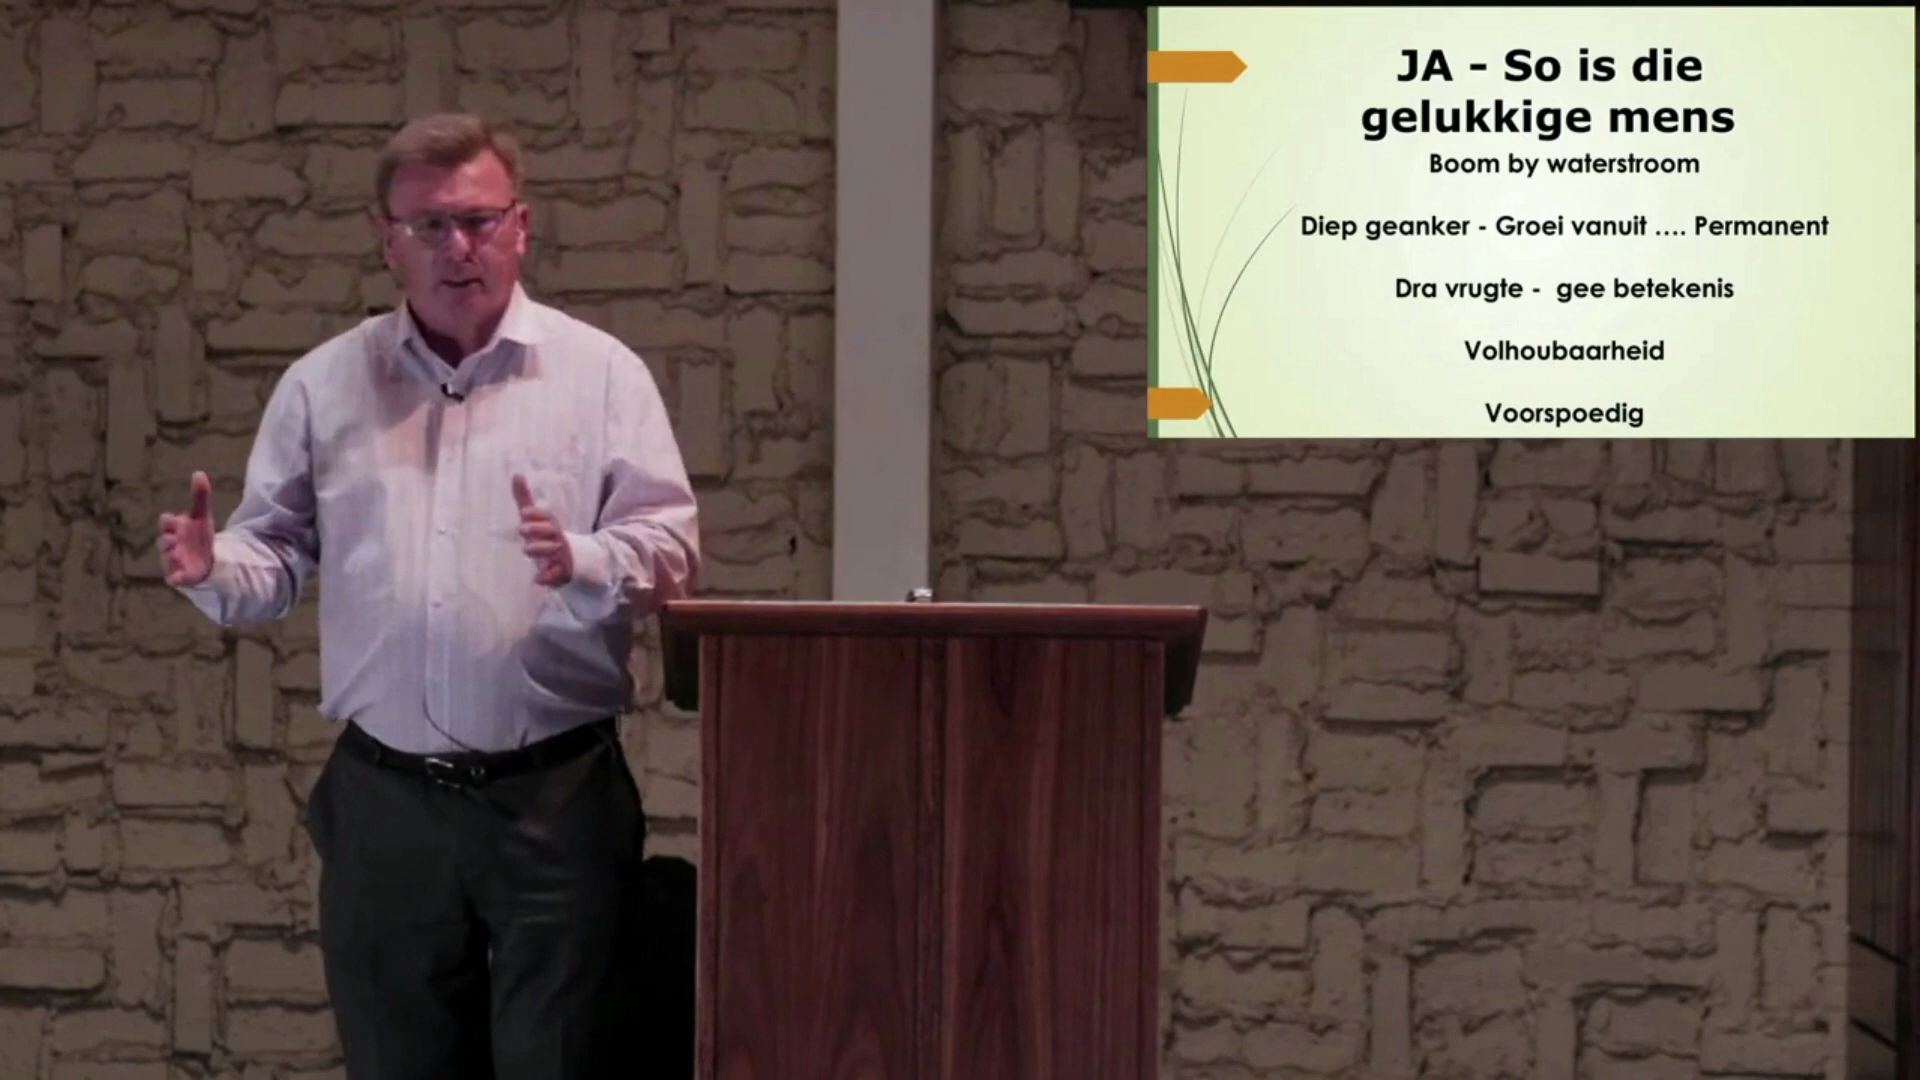 JA - So is die
gelukkige mens
Boom by waterstroom
Diep geanker - Groei vanuit .... Permanent
Dra vrugte -  gee betekenis
Volhoubaarheid
Voorspoedig